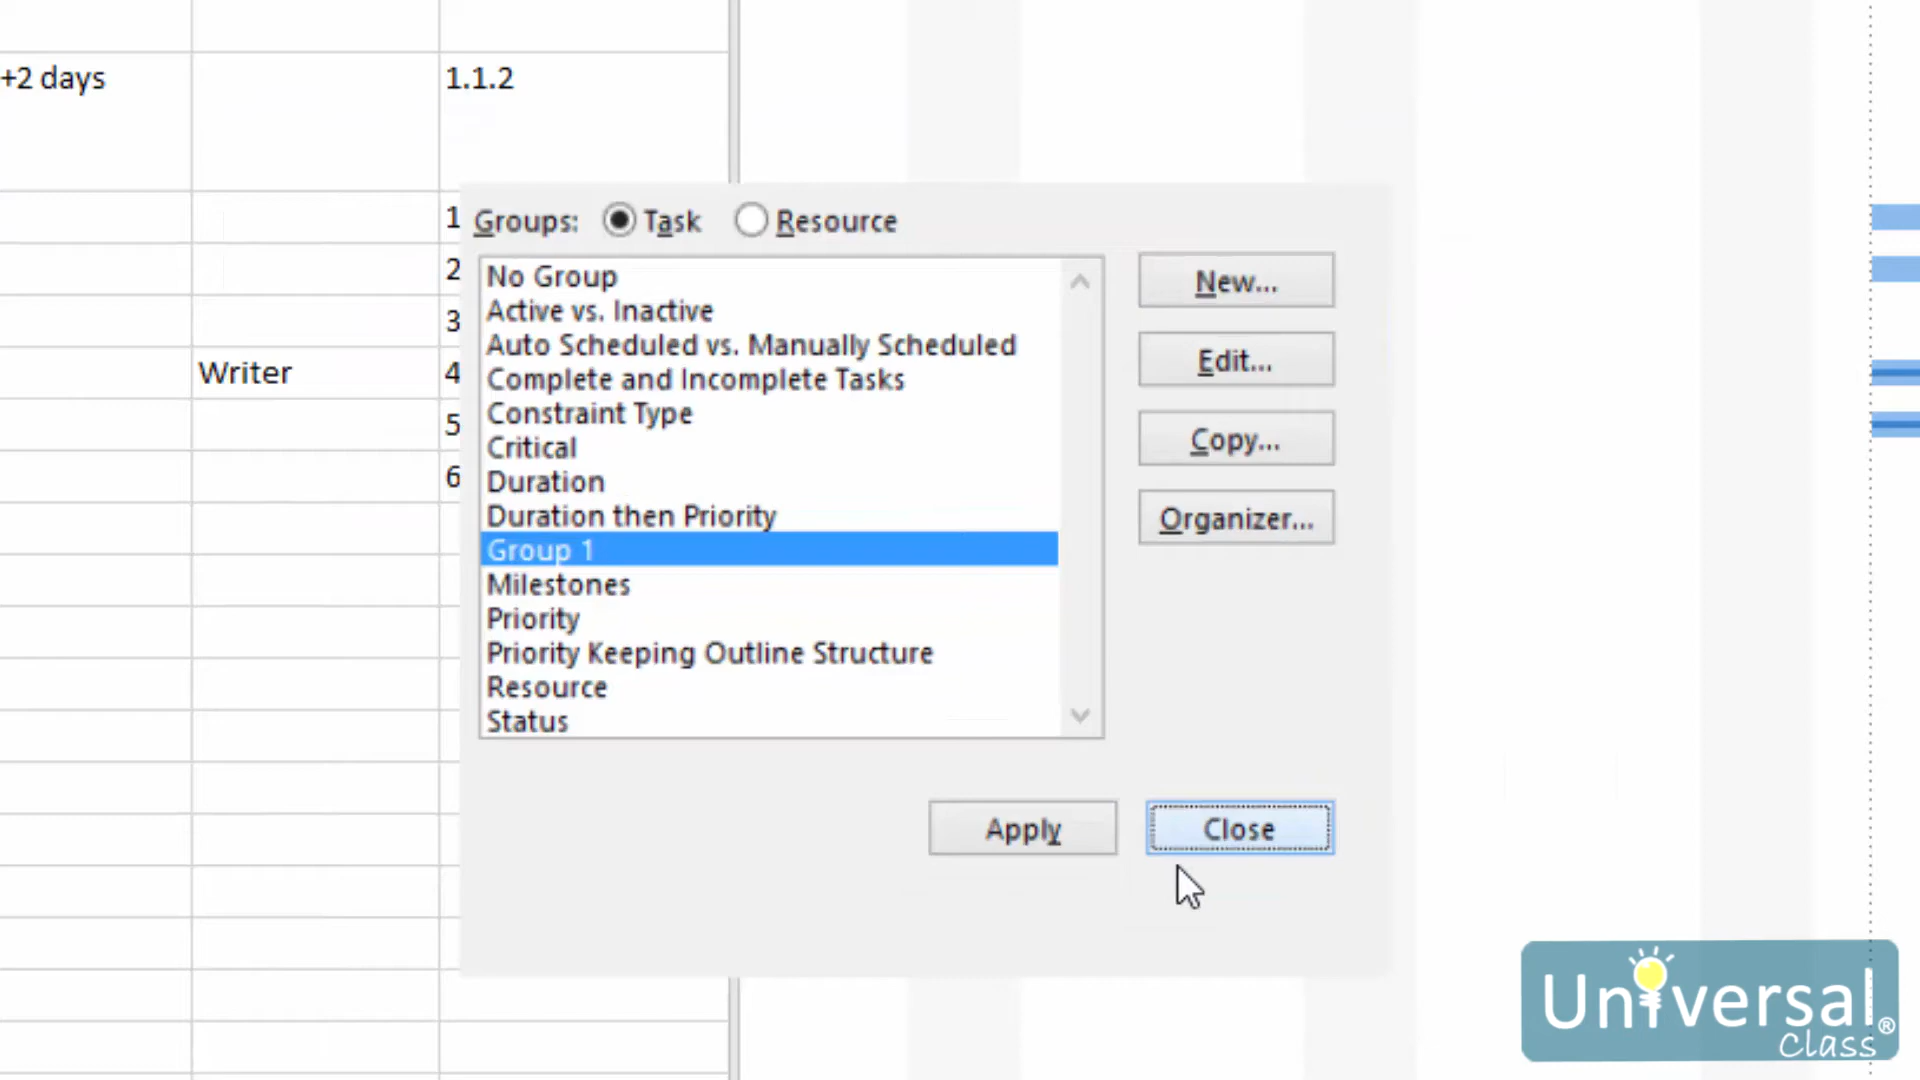 +2 days
1.1.2
1
2
3
Writer
4
5
6
Groups: Task Resource
No Group
Active vs. Inactive
Auto Scheduled vs. Manually Scheduled
Complete and Incomplete Tasks
Constraint Type
Critical
Duration
Duration then Priority
Group 1
Milestones
Priority
Priority Keeping Outline Structure
Resource
Status
New...
Edit...
Copy...
Organizer...
Apply
Close
Universal®
Class